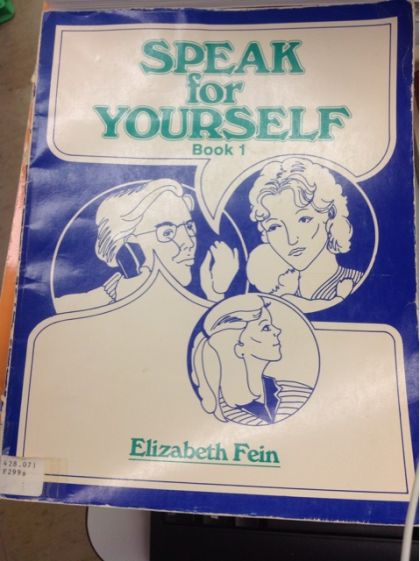 SPEAK
for
YOURSELF
Book 1
Elizabeth Fein
428.071
F299s